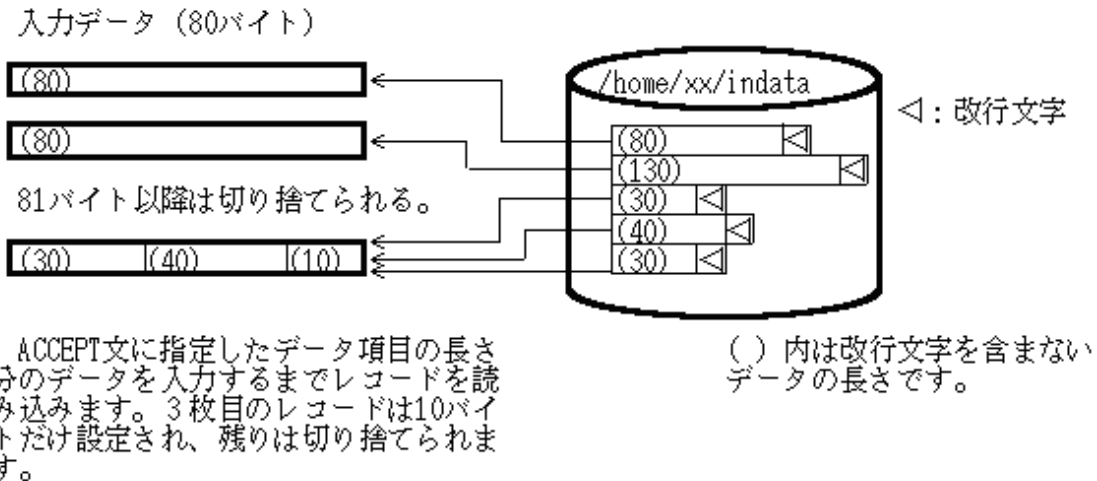 入力データ（80バイト）
(80)
(80)
81バイト以降は切り捨てられる。
(30) (40) (10)
/home/xx/indata
(80)
(130)
(30)
(40)
(30)
◁：改行文字
ACCEPT文に指定したデータ項目の長さ
分のデータを入力するまでレコードを読
み込みます。３枚目のレコードは10バイ
トだけ設定され、残りは切り捨てられま
す。
（ ）内は改行文字を含まない
データの長さです。